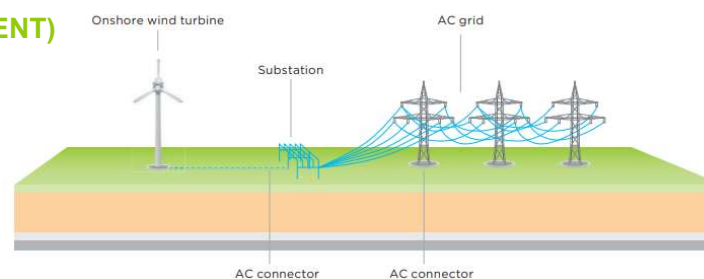 ENT)
Onshore wind turbine
AC grid
Substation
AC connector
AC connector